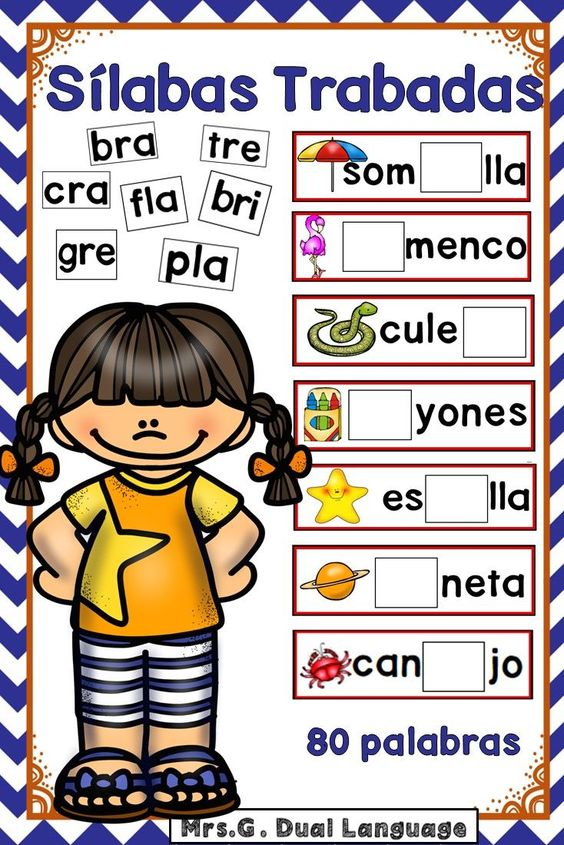 Sílabas Trabadas
bra
tre
cra
fla
bri
gre
pla
som lla
menco
cule
yones
es lla
neta
can jo
80 palabras
Mrs.G. Dual Language